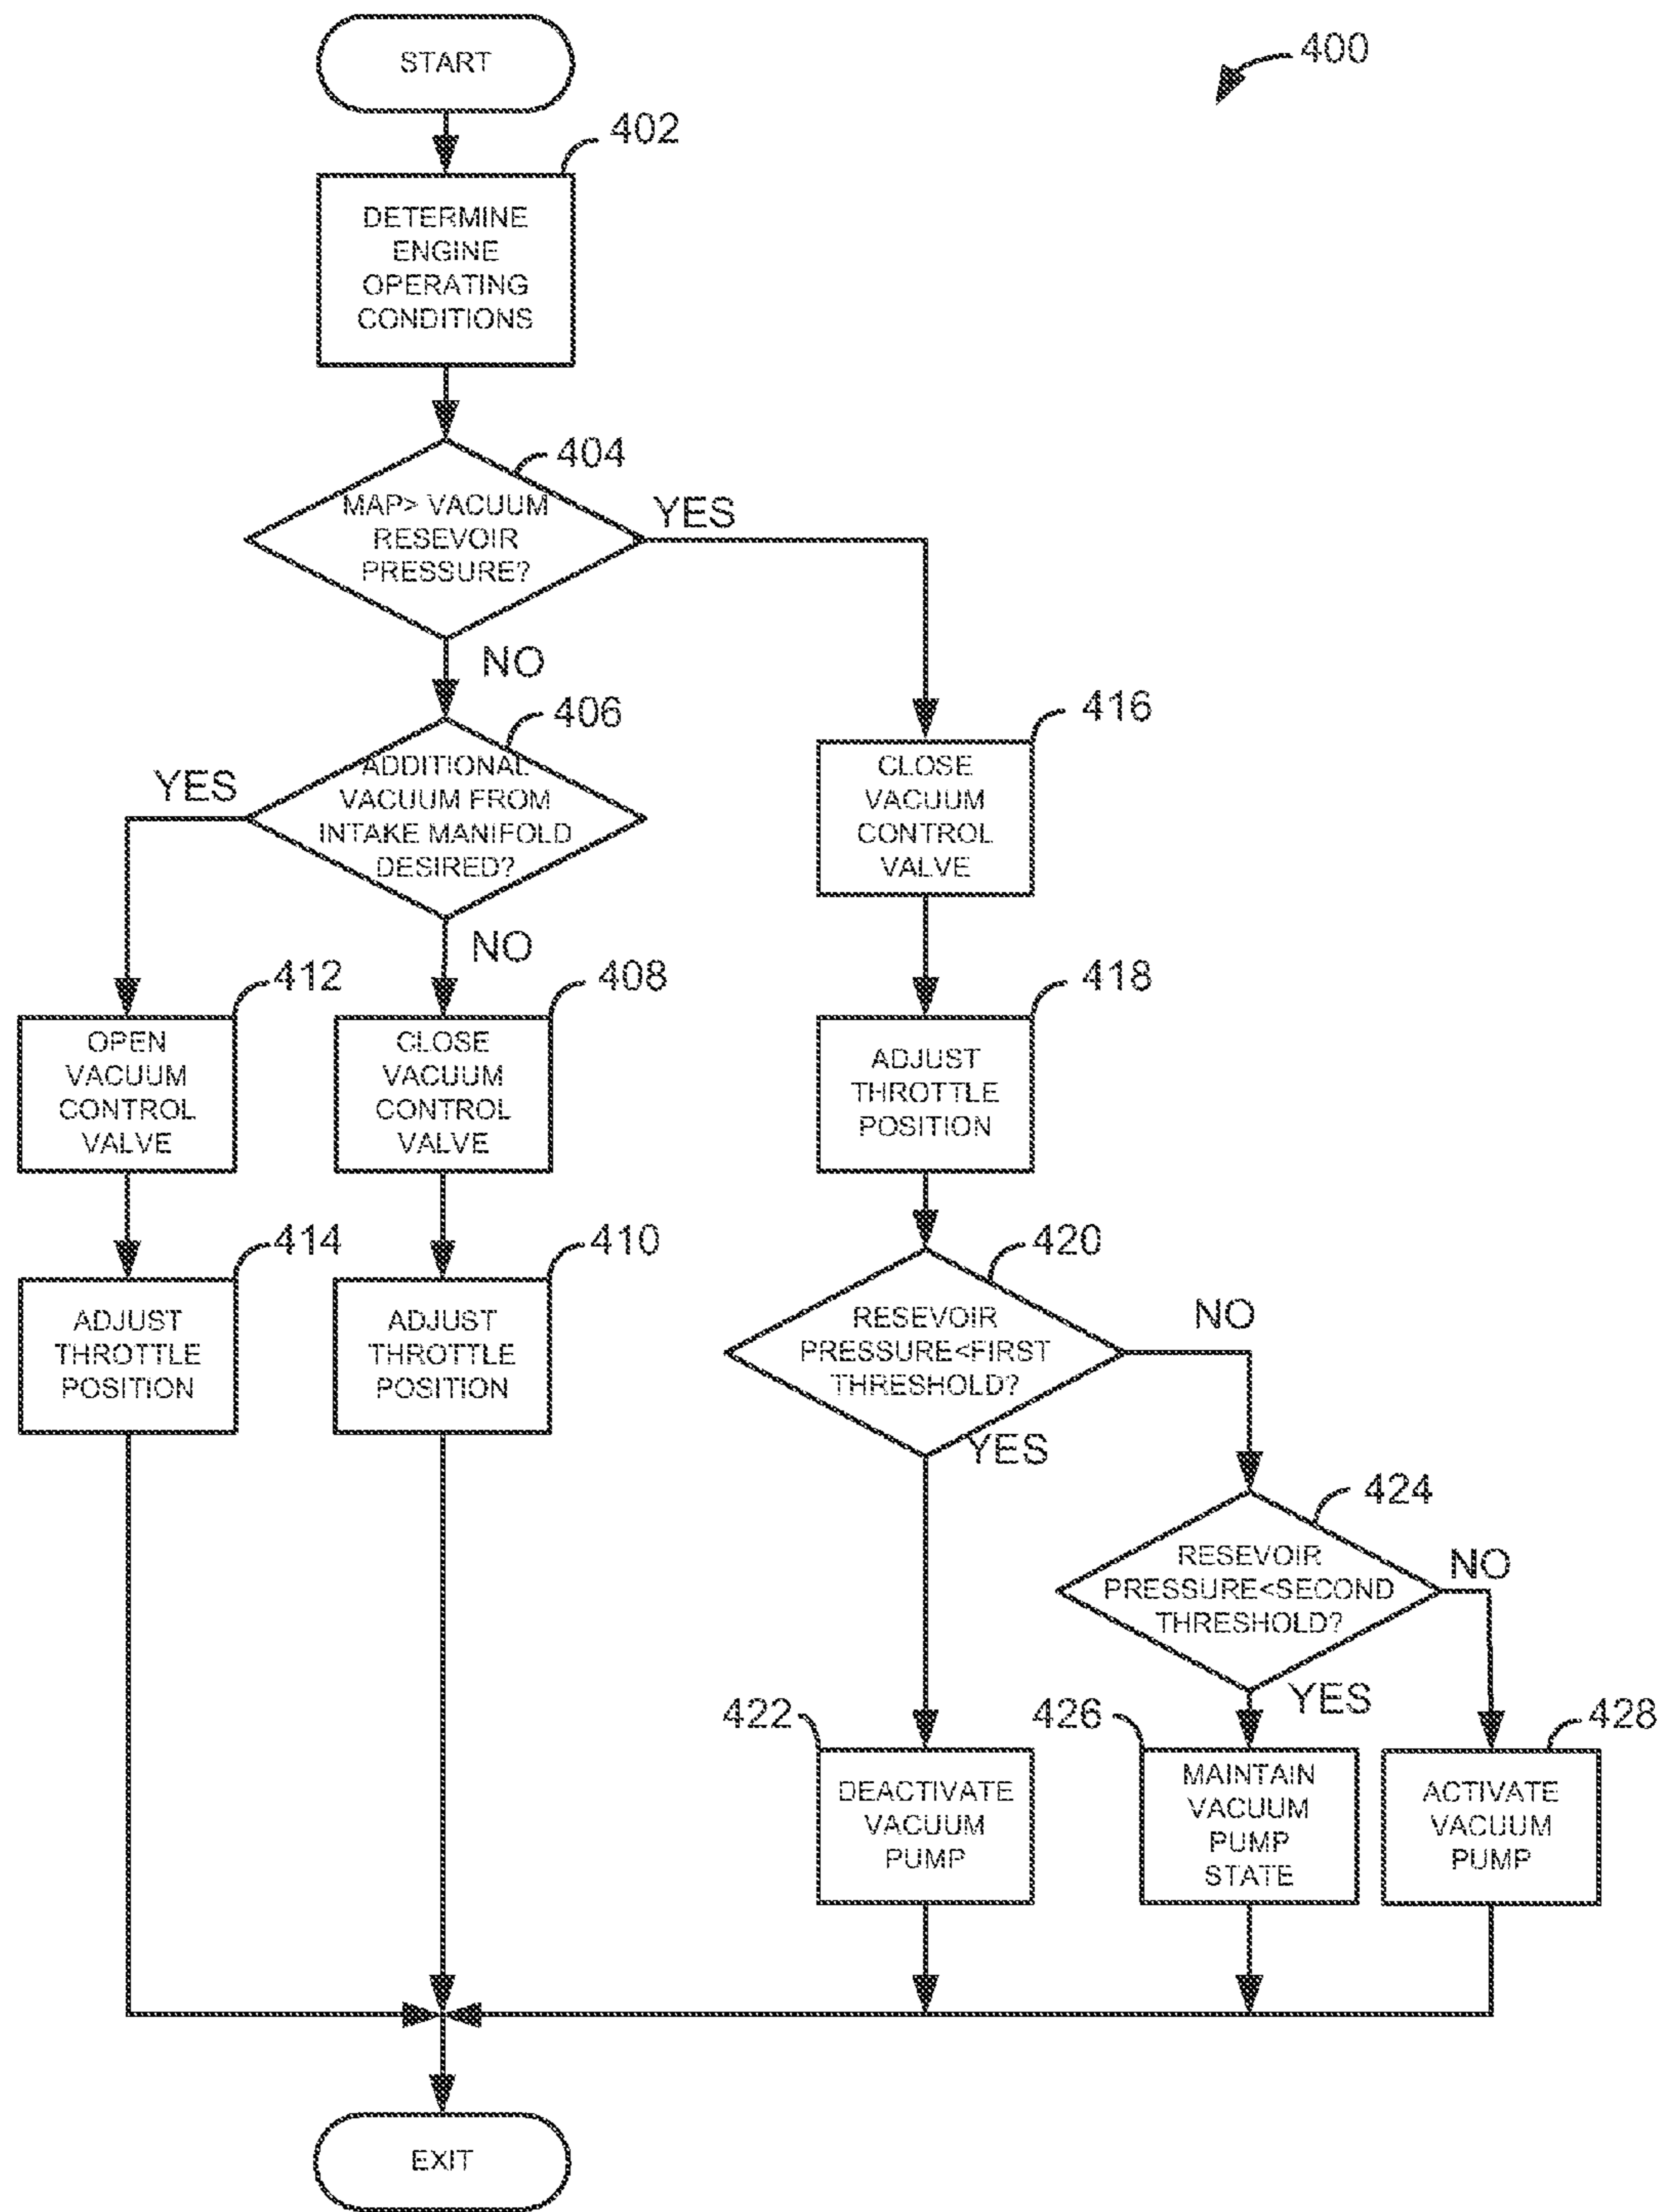 START
400
402
DETERMINE
ENGINE
OPERATING
CONDITIONS
404
MAP> VACUUM
RESEVOIR
PRESSURE?
YES
NO
406
ADDITIONAL
VACUUM FROM
INTAKE MANIFOLD
DESIRED?
YES
NO
416
CLOSE
VACUUM
CONTROL
VALVE
412
OPEN
VACUUM
CONTROL
VALVE
408
CLOSE
VACUUM
CONTROL
VALVE
418
ADJUST
THROTTLE
POSITION
414
ADJUST
THROTTLE
POSITION
410
ADJUST
THROTTLE
POSITION
420
RESEVOIR
PRESSURE<FIRST
THRESHOLD?
NO
YES
424
RESEVOIR
PRESSURE<SECOND
THRESHOLD?
NO
YES
422
DEACTIVATE
VACUUM
PUMP
426
MAINTAIN
VACUUM
PUMP
STATE
428
ACTIVATE
VACUUM
PUMP
EXIT